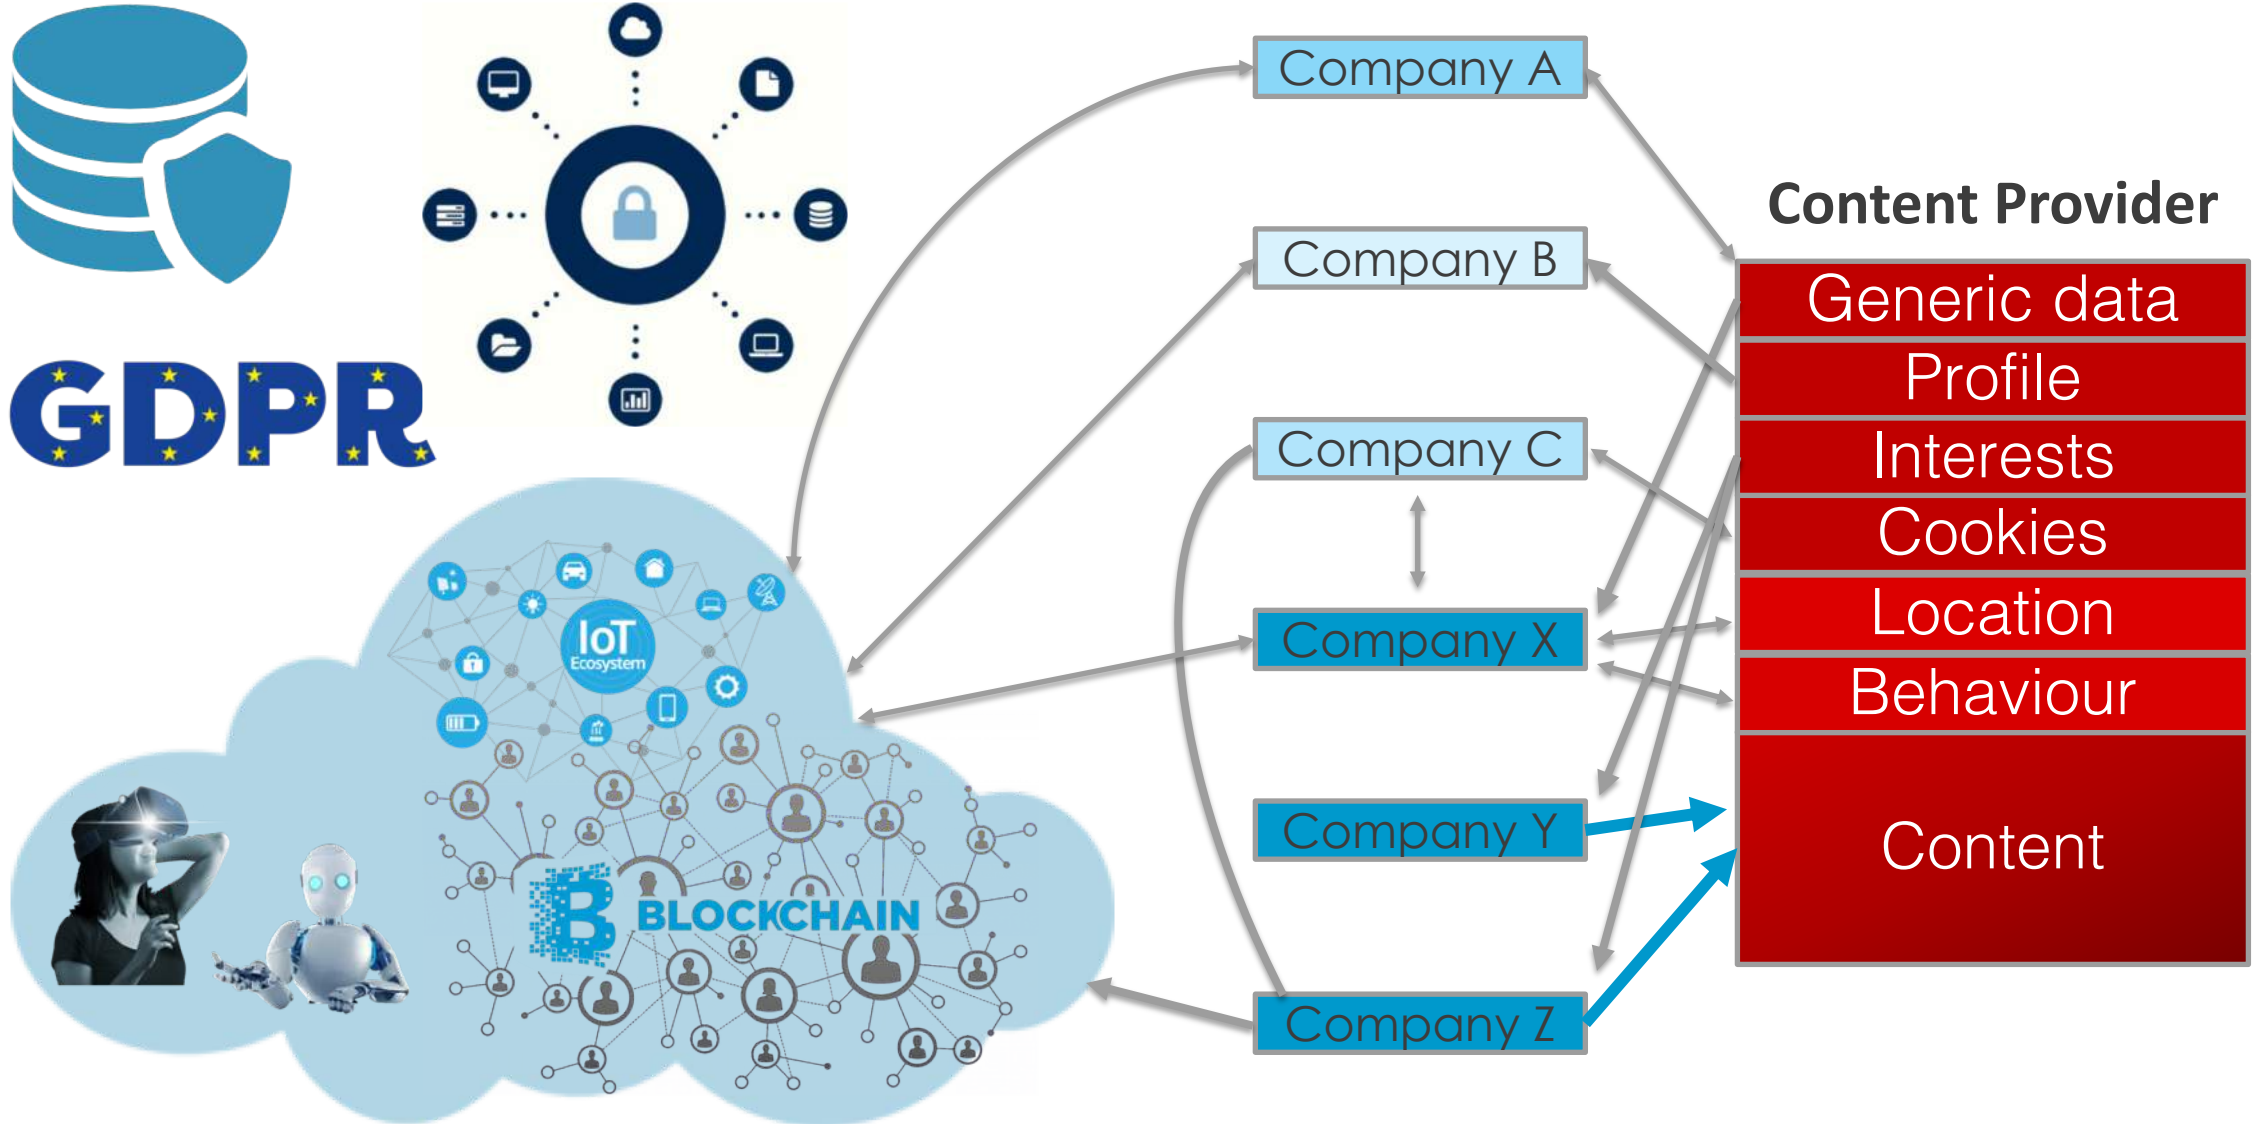 GDPR
IoT
Ecosystem
BLOCKCHAIN
Company A
Company B
Company C
Company X
Company Y
Company Z
Content Provider
Generic data
Profile
Interests
Cookies
Location
Behaviour
Content